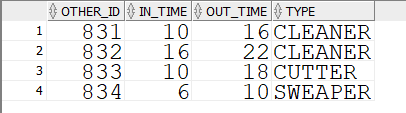 OTHER_ID IN_TIME OUT_TIME TYPE
1 831 10 16 CLEANER
2 832 16 22 CLEANER
3 833 10 18 CUTTER
4 834 6 10 SWEAPER